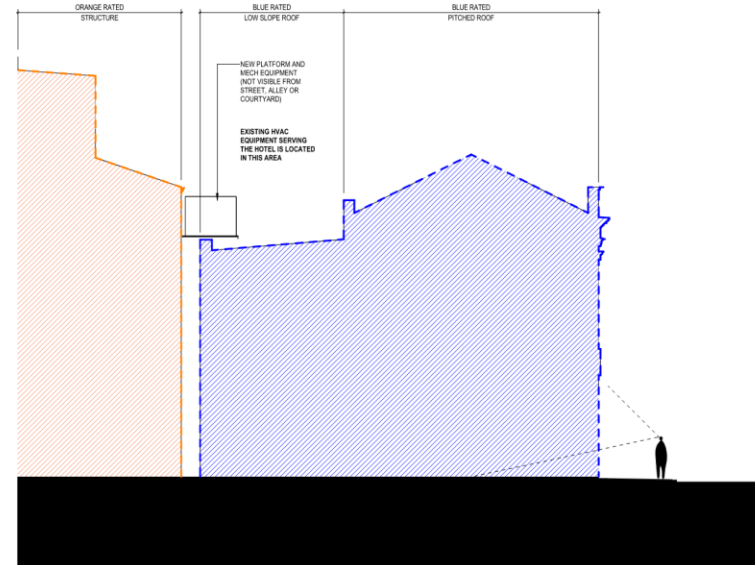 ORANGE RATED
STRUCTURE
BLUE RATED
LOW SLOPE ROOF
BLUE RATED
PITCHED ROOF
NEW PLATFORM AND
MECH EQUIPMENT
(NOT VISIBLE FROM
STREET, ALLEY OR
COURTYARD)
EXISTING HVAC
EQUIPMENT SERVING
THE HOTEL IS LOCATED
IN THIS AREA